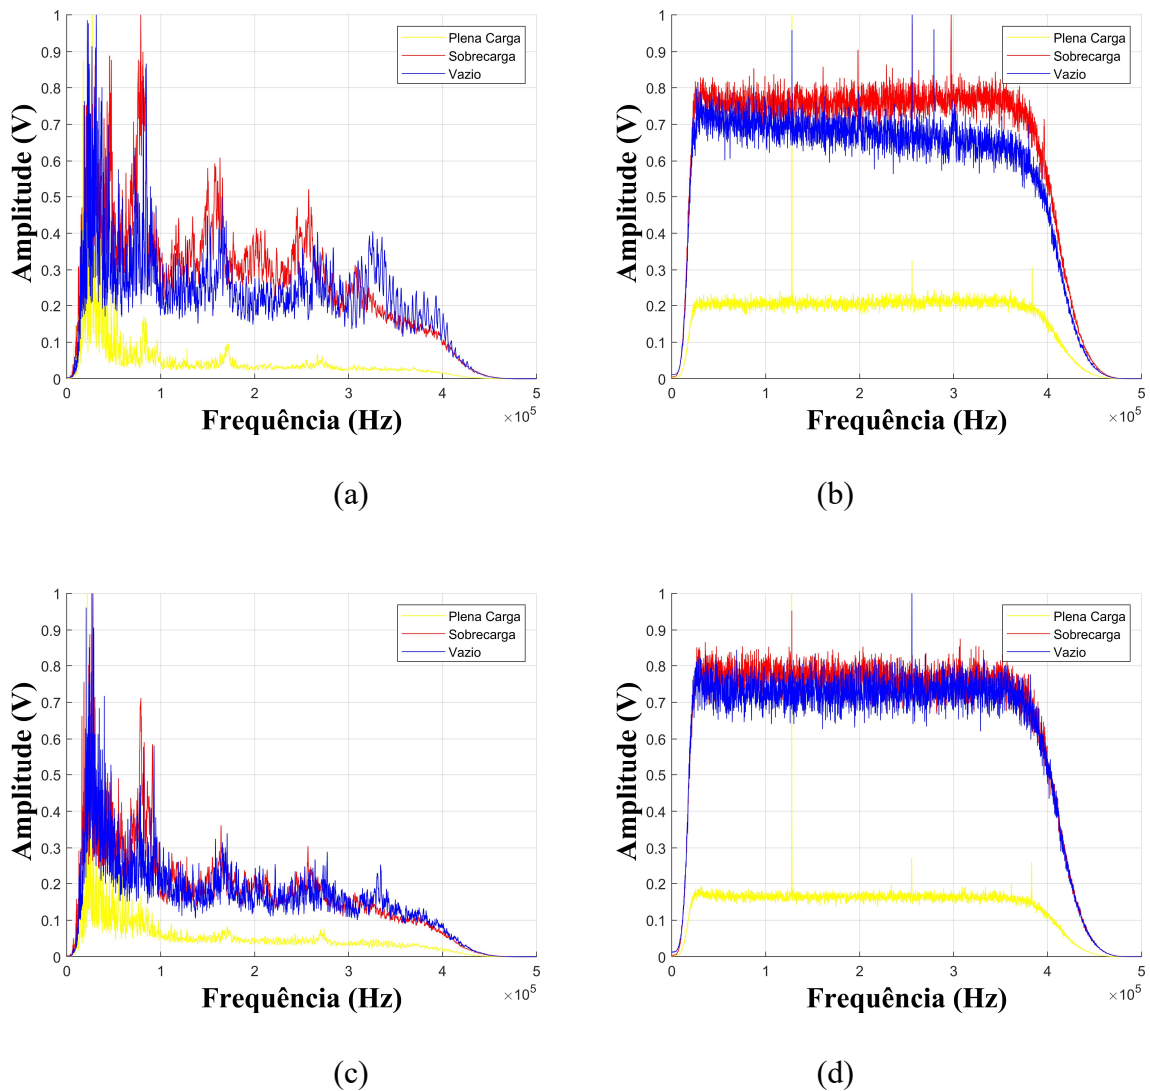 1
0.9
0.8
0.7
0.6
0.5
0.4
0.3
0.2
0.1
0
Amplitude (V)
0 1 2 3 4 5
×10^5
Frequência (Hz)
Plena Carga
Sobrecarga
Vazio
(a)
1
0.9
0.8
0.7
0.6
0.5
0.4
0.3
0.2
0.1
0
Amplitude (V)
0 1 2 3 4 5
×10^5
Frequência (Hz)
Plena Carga
Sobrecarga
Vazio
(b)
1
0.9
0.8
0.7
0.6
0.5
0.4
0.3
0.2
0.1
0
Amplitude (V)
0 1 2 3 4 5
×10^5
Frequência (Hz)
Plena Carga
Sobrecarga
Vazio
(c)
1
0.9
0.8
0.7
0.6
0.5
0.4
0.3
0.2
0.1
0
Amplitude (V)
0 1 2 3 4 5
×10^5
Frequência (Hz)
Plena Carga
Sobrecarga
Vazio
(d)